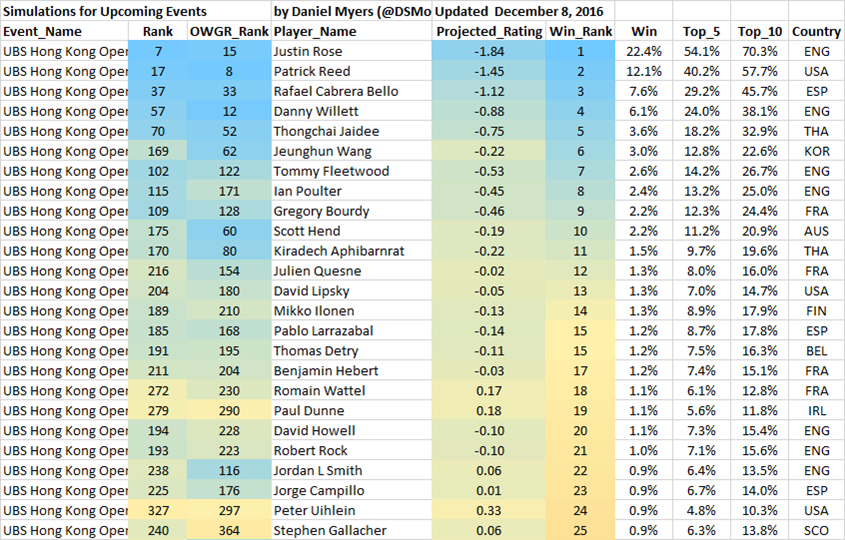 Simulations for Upcoming Events by Daniel Myers (@DSMo Updated December 8, 2016
Event_Name Rank OWGR_Rank Player_Name Projected_Rating Win_Rank Win Top_5 Top_10 Country
UBS Hong Kong Oper 7 15 Justin Rose -1.84 1 22.4% 54.1% 70.3% ENG
UBS Hong Kong Oper 17 8 Patrick Reed -1.45 2 12.1% 40.2% 57.7% USA
UBS Hong Kong Oper 37 33 Rafael Cabrera Bello -1.12 3 7.6% 29.2% 45.7% ESP
UBS Hong Kong Oper 57 12 Danny Willett -0.88 4 6.1% 24.0% 38.1% ENG
UBS Hong Kong Oper 70 52 Thongchai Jaidee -0.75 5 3.6% 18.2% 32.9% THA
UBS Hong Kong Oper 169 62 Jeunghun Wang -0.22 6 3.0% 12.8% 22.6% KOR
UBS Hong Kong Oper 102 122 Tommy Fleetwood -0.53 7 2.6% 14.2% 26.7% ENG
UBS Hong Kong Oper 115 171 Ian Poulter -0.45 8 2.4% 13.2% 25.0% ENG
UBS Hong Kong Oper 109 128 Gregory Bourdy -0.46 9 2.2% 12.3% 24.4% FRA
UBS Hong Kong Oper 175 60 Scott Hend -0.19 10 2.2% 11.2% 20.9% AUS
UBS Hong Kong Oper 170 80 Kiradech Aphibarnrat -0.22 11 1.5% 9.7% 19.6% THA
UBS Hong Kong Oper 216 154 Julien Quesne -0.02 12 1.3% 8.0% 16.0% FRA
UBS Hong Kong Oper 204 180 David Lipsky -0.05 13 1.3% 7.0% 14.7% USA
UBS Hong Kong Oper 189 210 Mikko Ilonen -0.13 14 1.3% 8.9% 17.9% FIN
UBS Hong Kong Oper 185 168 Pablo Larrazabal -0.14 15 1.2% 8.7% 17.8% ESP
UBS Hong Kong Oper 191 195 Thomas Detry -0.11 15 1.2% 7.5% 16.3% BEL
UBS Hong Kong Oper 211 204 Benjamin Hebert -0.03 17 1.2% 7.4% 15.1% FRA
UBS Hong Kong Oper 272 230 Romain Wattel 0.17 18 1.1% 6.1% 12.8% FRA
UBS Hong Kong Oper 279 290 Paul Dunne 0.18 19 1.1% 5.6% 11.8% IRL
UBS Hong Kong Oper 194 228 David Howell -0.10 20 1.1% 7.3% 15.4% ENG
UBS Hong Kong Oper 193 223 Robert Rock -0.10 21 1.0% 7.1% 15.6% ENG
UBS Hong Kong Oper 238 116 Jordan L Smith 0.06 22 0.9% 6.4% 13.5% ENG
UBS Hong Kong Oper 225 176 Jorge Campillo 0.01 23 0.9% 6.7% 14.0% ESP
UBS Hong Kong Oper 327 297 Peter Uihlein 0.33 24 0.9% 4.8% 10.3% USA
UBS Hong Kong Oper 240 364 Stephen Gallacher 0.06 25 0.9% 6.3% 13.8% SCO